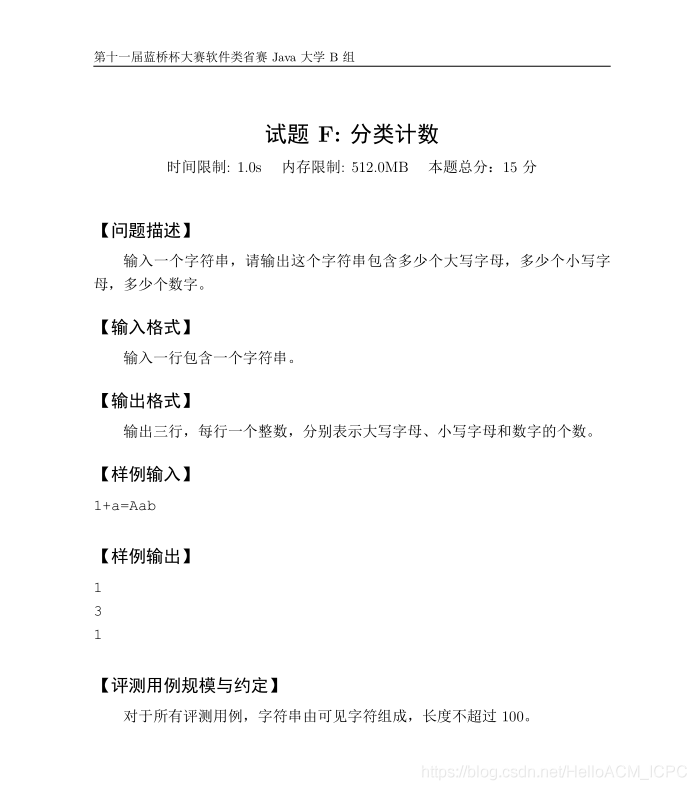 第十一届蓝桥杯大赛软件类省赛 Java 大学 B 组
试题 F: 分类计数
时间限制: 1.0s 内存限制: 512.0MB 本题总分：15 分
【问题描述】
输入一个字符串，请输出这个字符串包含多少个大写字母，多少个小写字
母，多少个数字。
【输入格式】
输入一行包含一个字符串。
【输出格式】
输出三行，每行一个整数，分别表示大写字母、小写字母和数字的个数。
【样例输入】
1+a=Aab
【样例输出】
1
3
1
【评测用例规模与约定】
对于所有评测用例，字符串由可见字符组成，长度不超过 100。
https://blog.csdn.net/HelloACM_ICPC